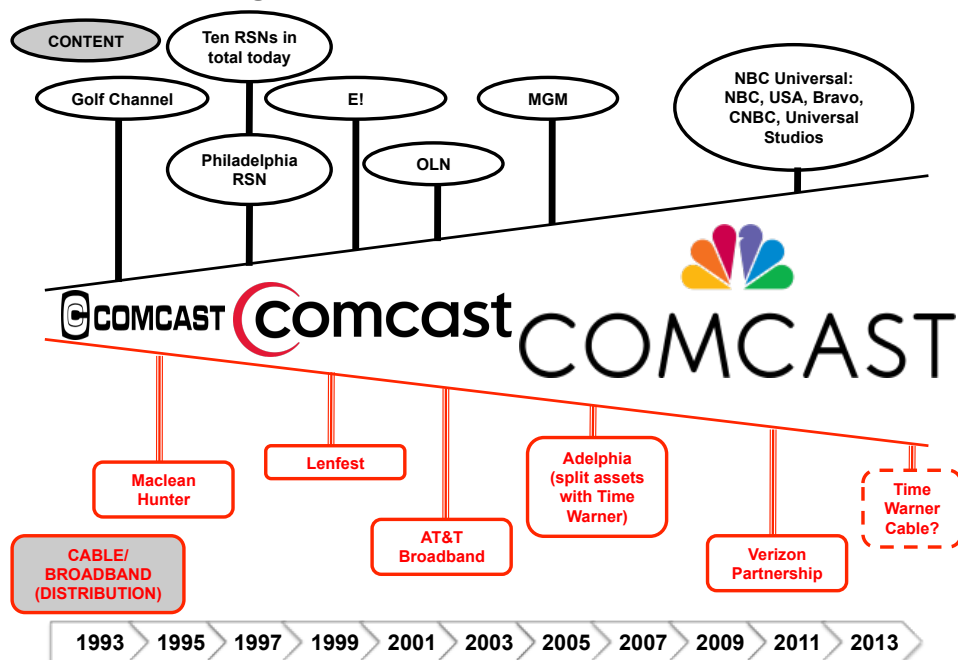 CONTENT
Ten RSNs in
total today
Golf Channel
E!
MGM
NBC Universal:
NBC, USA, Bravo,
CNBC, Universal
Studios
Philadelphia
RSN
OLN
C COMCAST
comcast
COMCAST
Maclean
Hunter
Lenfest
AT&T
Broadband
Adelphia
(split assets
with Time
Warner)
Verizon
Partnership
Time
Warner
Cable?
CABLE/
BROADBAND
(DISTRIBUTION)
1993 1995 1997 1999 2001 2003 2005 2007 2009 2011 2013